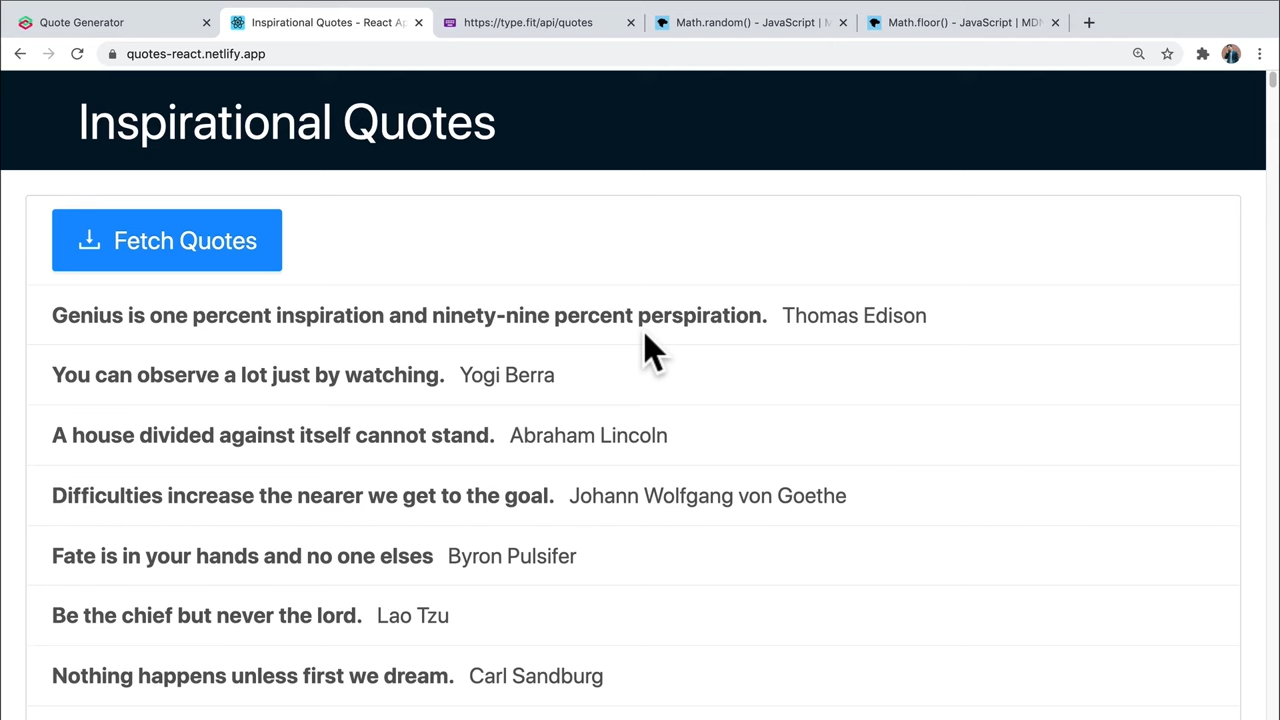 Quote Generator
Inspirational Quotes - React Ap
https://type.fit/api/quotes
Math.random() - JavaScript | M
Math.floor() - JavaScript | MDN
quotes-react.netlify.app
Inspirational Quotes
Fetch Quotes
Genius is one percent inspiration and ninety-nine percent perspiration. Thomas Edison
You can observe a lot just by watching. Yogi Berra
A house divided against itself cannot stand. Abraham Lincoln
Difficulties increase the nearer we get to the goal. Johann Wolfgang von Goethe
Fate is in your hands and no one elses Byron Pulsifer
Be the chief but never the lord. Lao Tzu
Nothing happens unless first we dream. Carl Sandburg